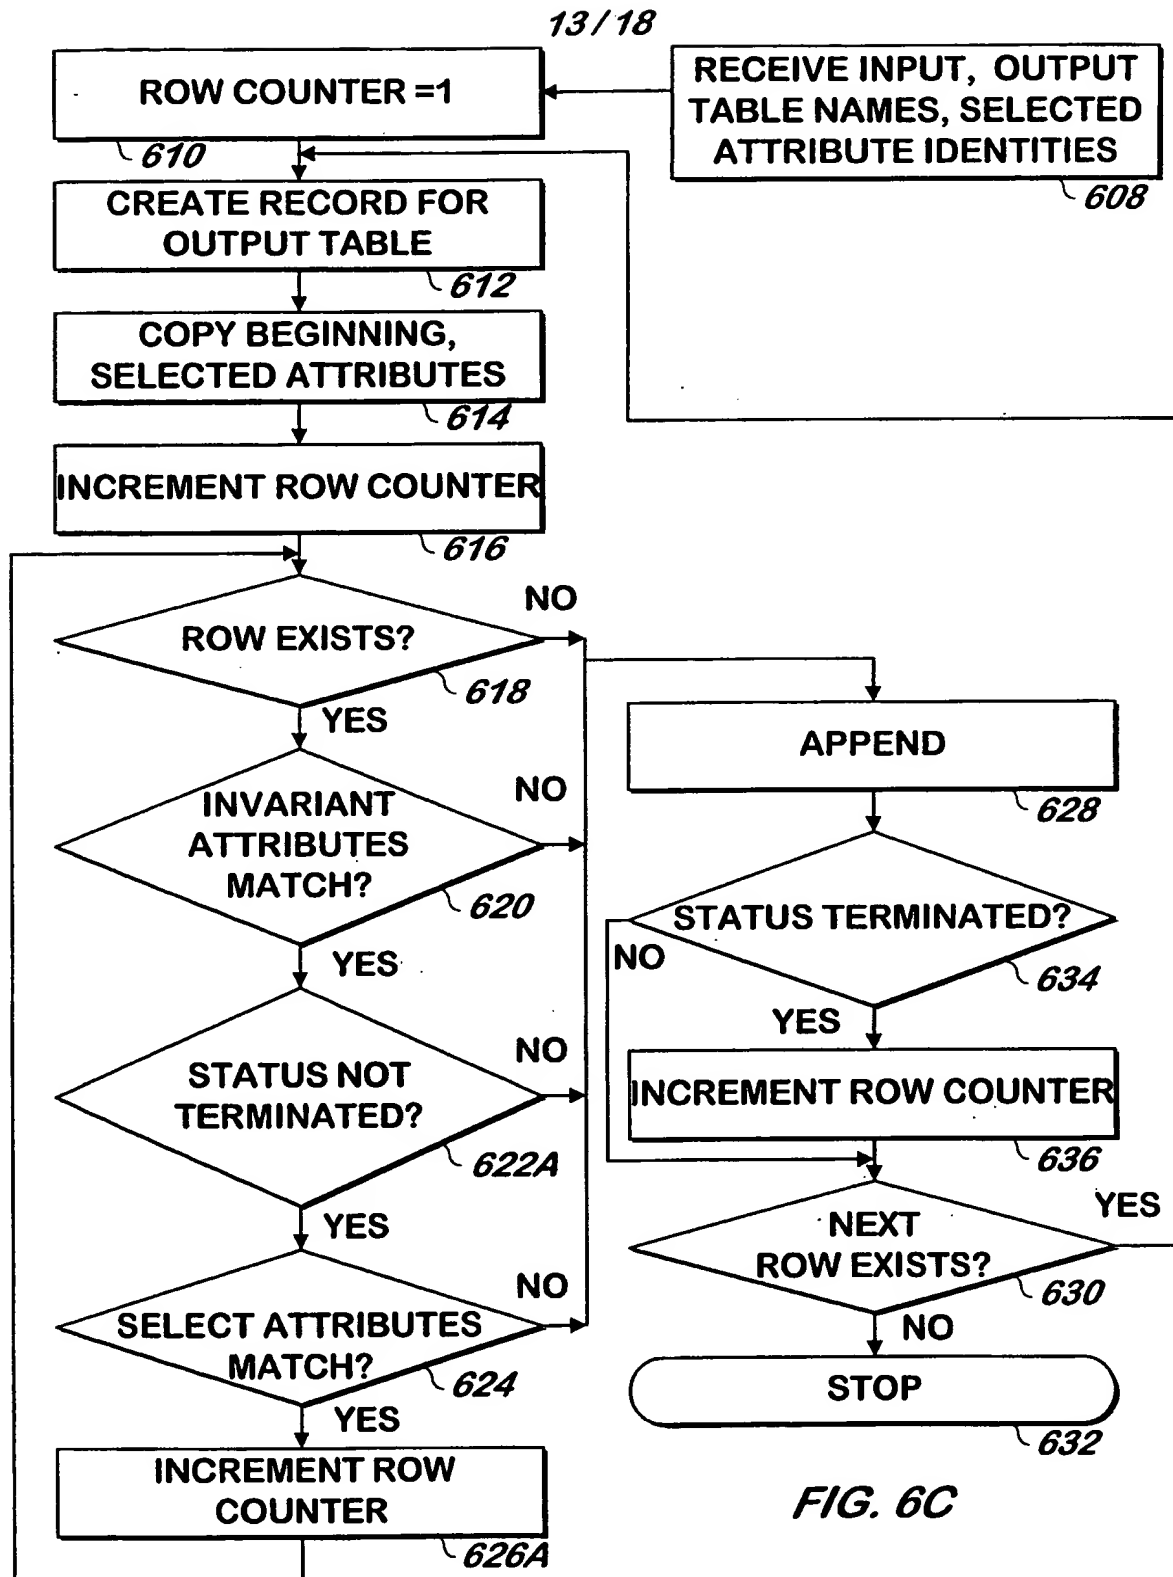 13/18
ROW COUNTER =1
610
RECEIVE INPUT, OUTPUT
TABLE NAMES, SELECTED
ATTRIBUTE IDENTITIES
608
CREATE RECORD FOR
OUTPUT TABLE
612
COPY BEGINNING,
SELECTED ATTRIBUTES
614
INCREMENT ROW COUNTER
616
ROW EXISTS?
NO
618
YES
INVARIANT
ATTRIBUTES
MATCH?
NO
620
YES
STATUS NOT
TERMINATED?
NO
622A
YES
SELECT ATTRIBUTES
MATCH?
NO
624
YES
INCREMENT ROW
COUNTER
626A
APPEND
628
STATUS TERMINATED?
NO
634
YES
INCREMENT ROW COUNTER
636
NEXT
ROW EXISTS?
YES
630
NO
STOP
632
FIG. 6C